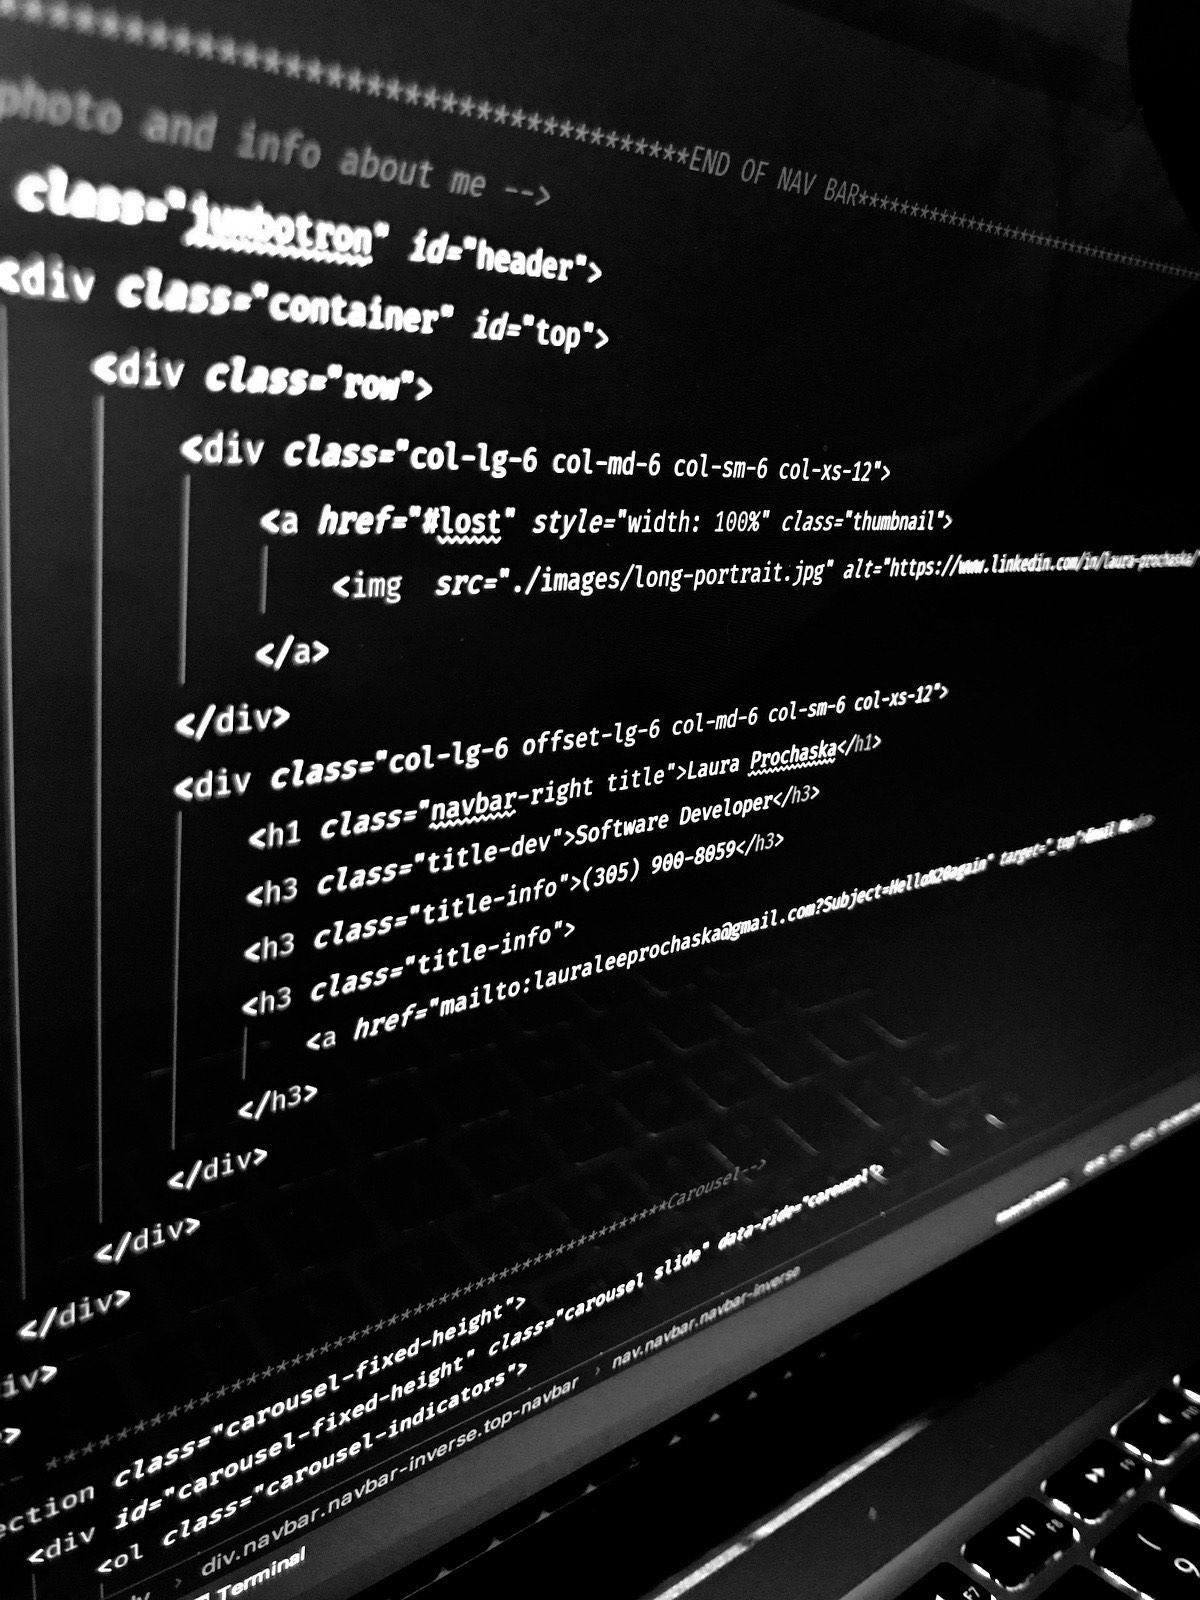 *******************************************END OF NAV BAR*******************************************
photo and info about me -->
class="jumbotron" id="header">
<div class="container" id="top">
<div class="row">
<div class="col-lg-6 col-md-6 col-sm-6 col-xs-12">
<a href="#lost" style="width: 100%" class="thumbnail">
<img  src="./images/long-portrait.jpg" alt="https://www.linkedin.com/in/laura-prochaska/
</a>
</div>
<div class="col-lg-6 offset-lg-6 col-md-6 col-sm-6 col-xs-12">
<h1 class="navbar-right title">Laura Prochaska</h1>
<h3 class="title-dev">Software Developer</h3>
<h3 class="title-info">(305) 900-8059</h3>
<h3 class="title-info">
<a href="mailto:lauraleeprochaska@gmail.com?Subject=Hello%20again" target="_top">
</h3>
</div>
</div>
</div>
iv>
>
-- *******************************************Carousel-->
ection class="carousel-fixed-height">
<div id="carousel-fixed-height" class="carousel slide" data-ride="carousel">
<ol class="carousel-indicators">
dy > div.navbar.navbar-inverse.top-navbar > nav.navbar.navbar-inverse
Terminal
F7
F8
F9
F10
(
9